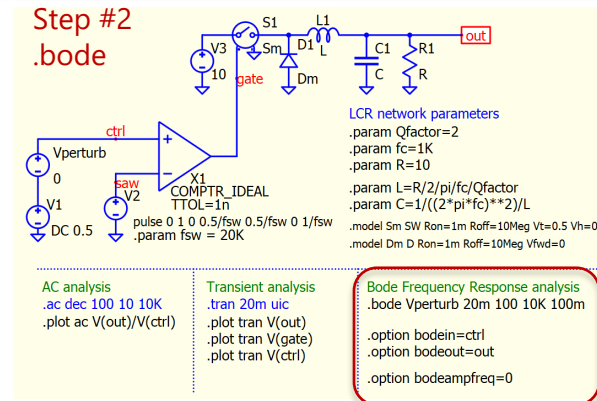 Step #2
.bode
S1
L1
V3
Sm
D1
L
C1
R1
out
10
gate
Dm
C
R
LCR network parameters
.param Qfactor=2
.param fc=1K
.param R=10
.param L=R/2/pi/fc/Qfactor
.param C=1/((2*pi*fc)**2)/L
.model Sm SW Ron=1m Roff=10Meg Vt=0.5 Vh=0
.model Dm D Ron=1m Roff=10Meg Vfwd=0
ctrl
Vperturb
0
saw
V2
V1
DC 0.5
X1
COMPTR_IDEAL
TTOL=1n
pulse 0 1 0 0.5/fsw 0.5/fsw 0 1/fsw
.param fsw = 20K
AC analysis
.ac dec 100 10 10K
.plot ac V(out)/V(ctrl)
Transient analysis
.tran 20m uic
.plot tran V(out)
.plot tran V(gate)
.plot tran V(ctrl)
Bode Frequency Response analysis
.bode Vperturb 20m 100 10K 100m
.option bodein=ctrl
.option bodeout=out
.option bodeampfreq=0